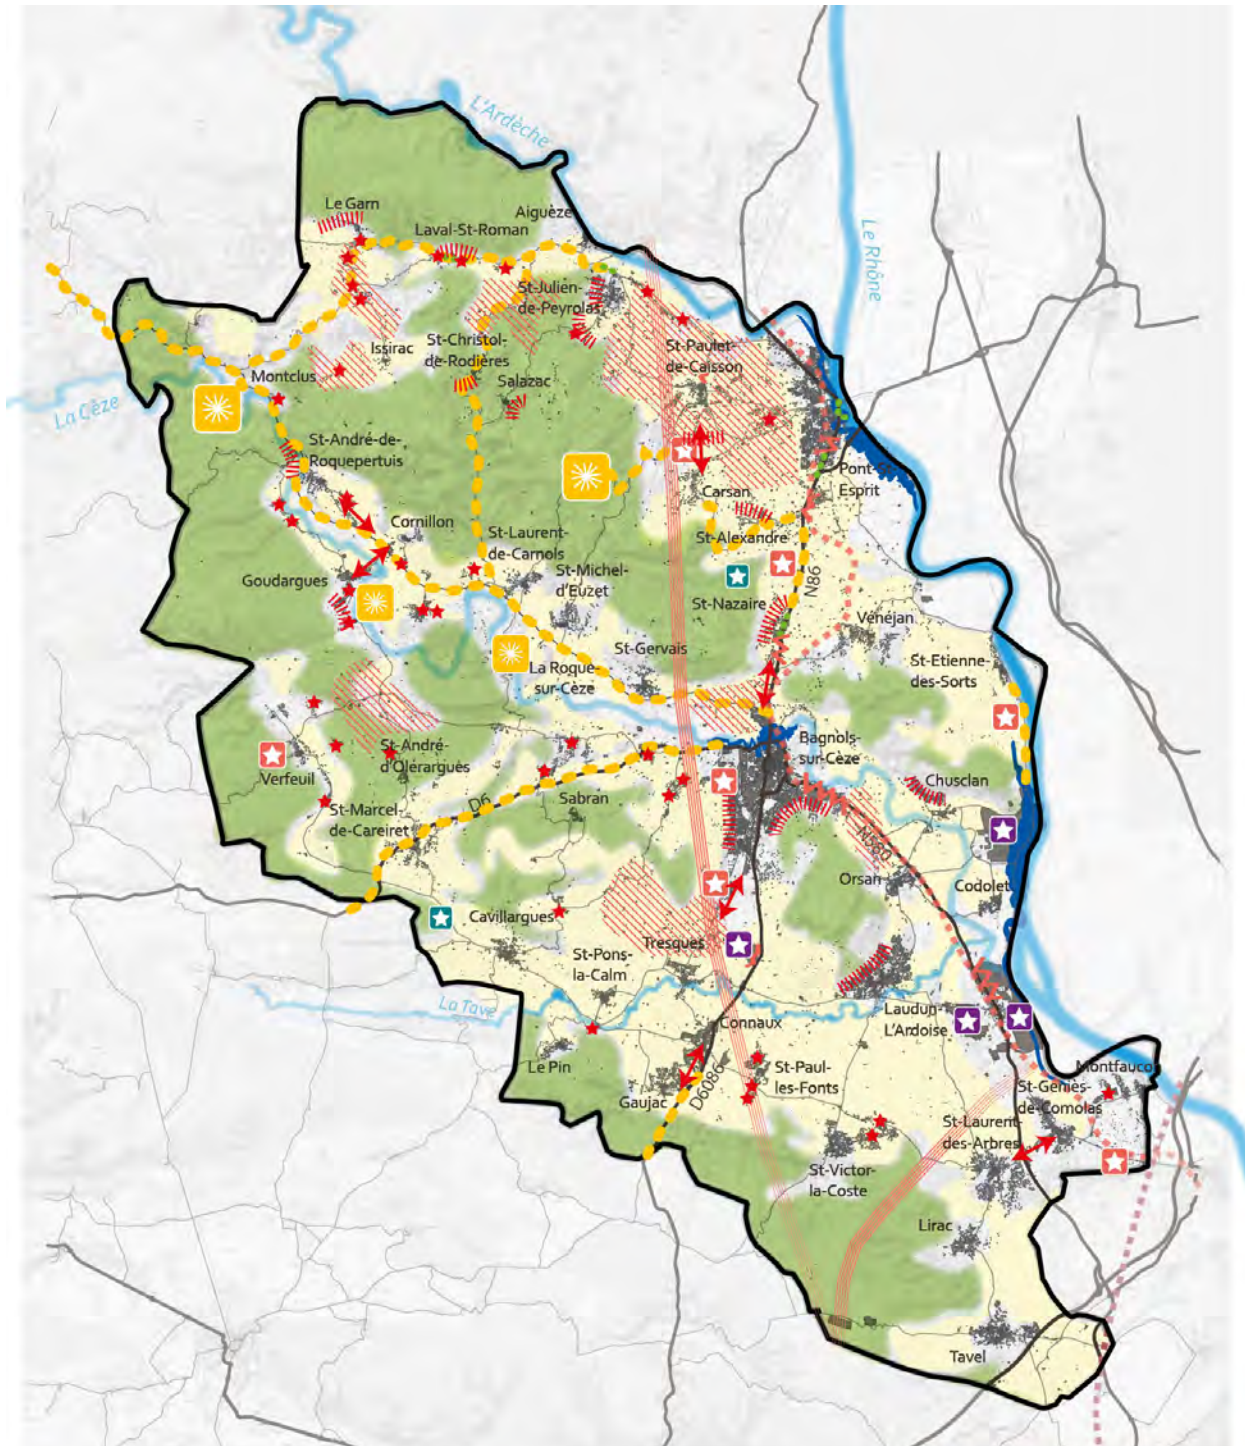 L'Ardèche
Le Garn
Aiguèze
Laval-St-Roman
Le Rhône
St-Julien-
de-Peyrolas
Issirac
St-Christol-
de-Rodières
St-Paulet-
de-Caisson
Montclus
Salazac
La Cèze
St-André-de-
Roquepertuis
Pont-St-
Esprit
Carsan
Cornillon
St-Laurent-
de-Carnols
St-Alexandre
Goudargues
St-Michel-
d'Euzet
N86
St-Nazaire
Vénéjan
St-Gervais
La Roque-
sur-Cèze
St-Etienne-
des-Sorts
St-André-
d'Olérargues
Bagnols-
sur-Cèze
Verfeuil
Chusclan
D6
Sabran
St-Marcel-
de-Careiret
N580
Orsan
Codolet
Cavillargues
Tresques
St-Pons-
la-Calm
La Tave
Laudun-
L'Ardoise
Connaux
Le Pin
St-Paul-
les-Fonts
Montfauco
St-Géniès-
de-Comolas
D6086
Gaujac
St-Laurent-
des-Arbres
St-Victor-
la-Coste
Lirac
Tavel